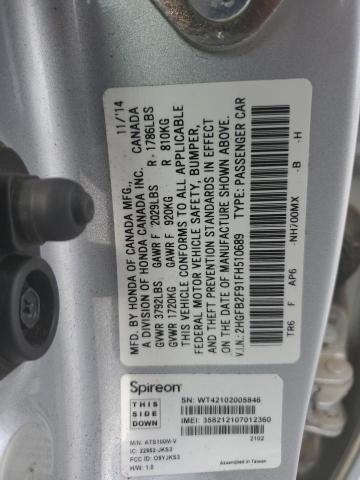 MFD. BY HONDA OF CANADA MFG., 11/'14
A DIVISION OF HONDA CANADA INC. CANADA
GVWR 3792LBS GAWR F 2029LBS R - 1786LBS
GVWR 1720KG GAWR F 920KG R 810KG
THIS VEHICLE CONFORMS TO ALL APPLICABLE
FEDERAL MOTOR VEHICLE SAFETY, BUMPER,
AND THEFT PREVENTION STANDARDS IN EFFECT
ON THE DATE OF MANUFACTURE SHOWN ABOVE.
V.I.N.: 2HGFB2F91FH510689 TYPE: PASSENGER CAR
TR6 F AP6 -NH700MX -B -H
Spireon
THIS
SIDE
DOWN
SN: WT42102005846
IMEI: 358212107012360
M/N: ATS100M-V 2102
IC: 22952-JKS3
FCC ID: O9YJKS3
H/W: 1.0 Assembled in Taiwan